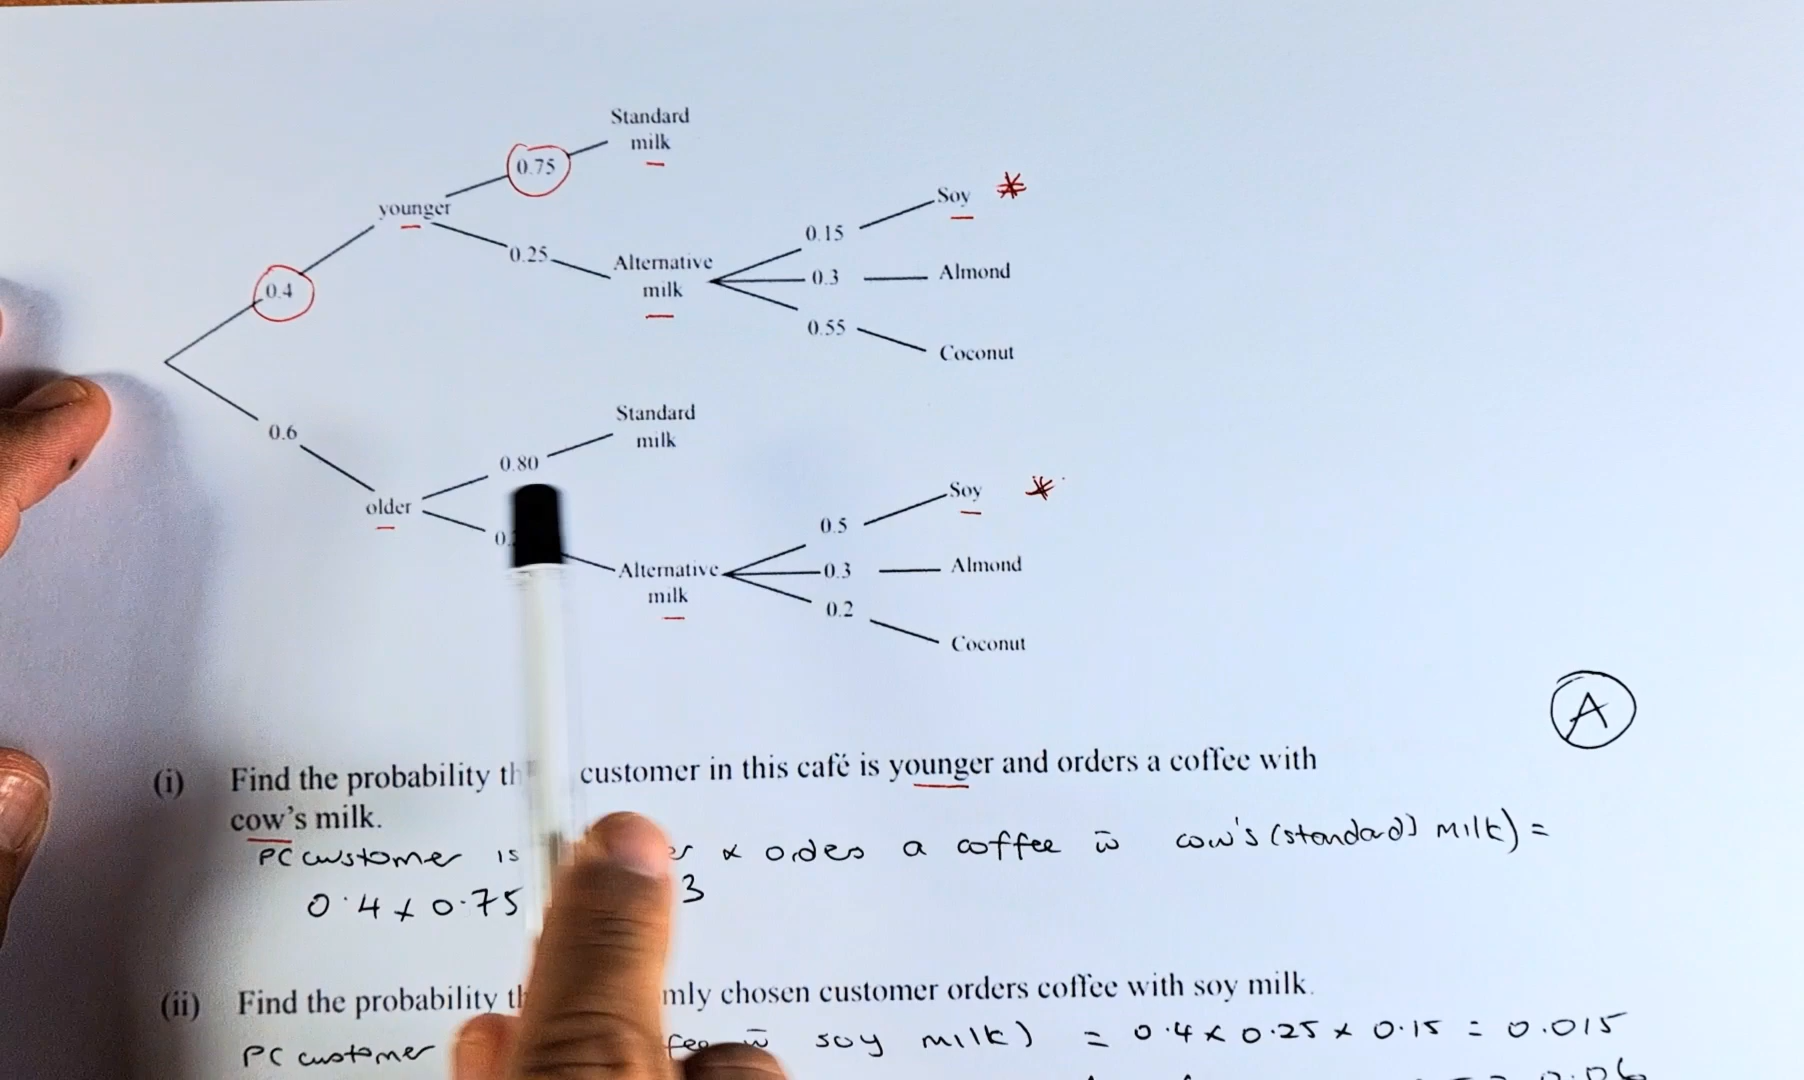 Standard
milk
0.75
younger
Soy *
0.15
0.25
Alternative
milk
0.3
Almond
0.4
0.55
Coconut
Standard
milk
0.6
0.80
older
Soy *
0.5
Alternative
milk
0.3
Almond
0.2
Coconut
A
(i) Find the probability customer in this café is younger and orders a coffee with
cow's milk.
P( customer is & orders a coffee w̄ cow's (standard) milk) =
0.4 × 0.75 3
(ii) Find the probability chosen customer orders coffee with soy milk.
P( customer w̄ soy milk) = 0.4 × 0.25 × 0.15 = 0.015
= 0.06